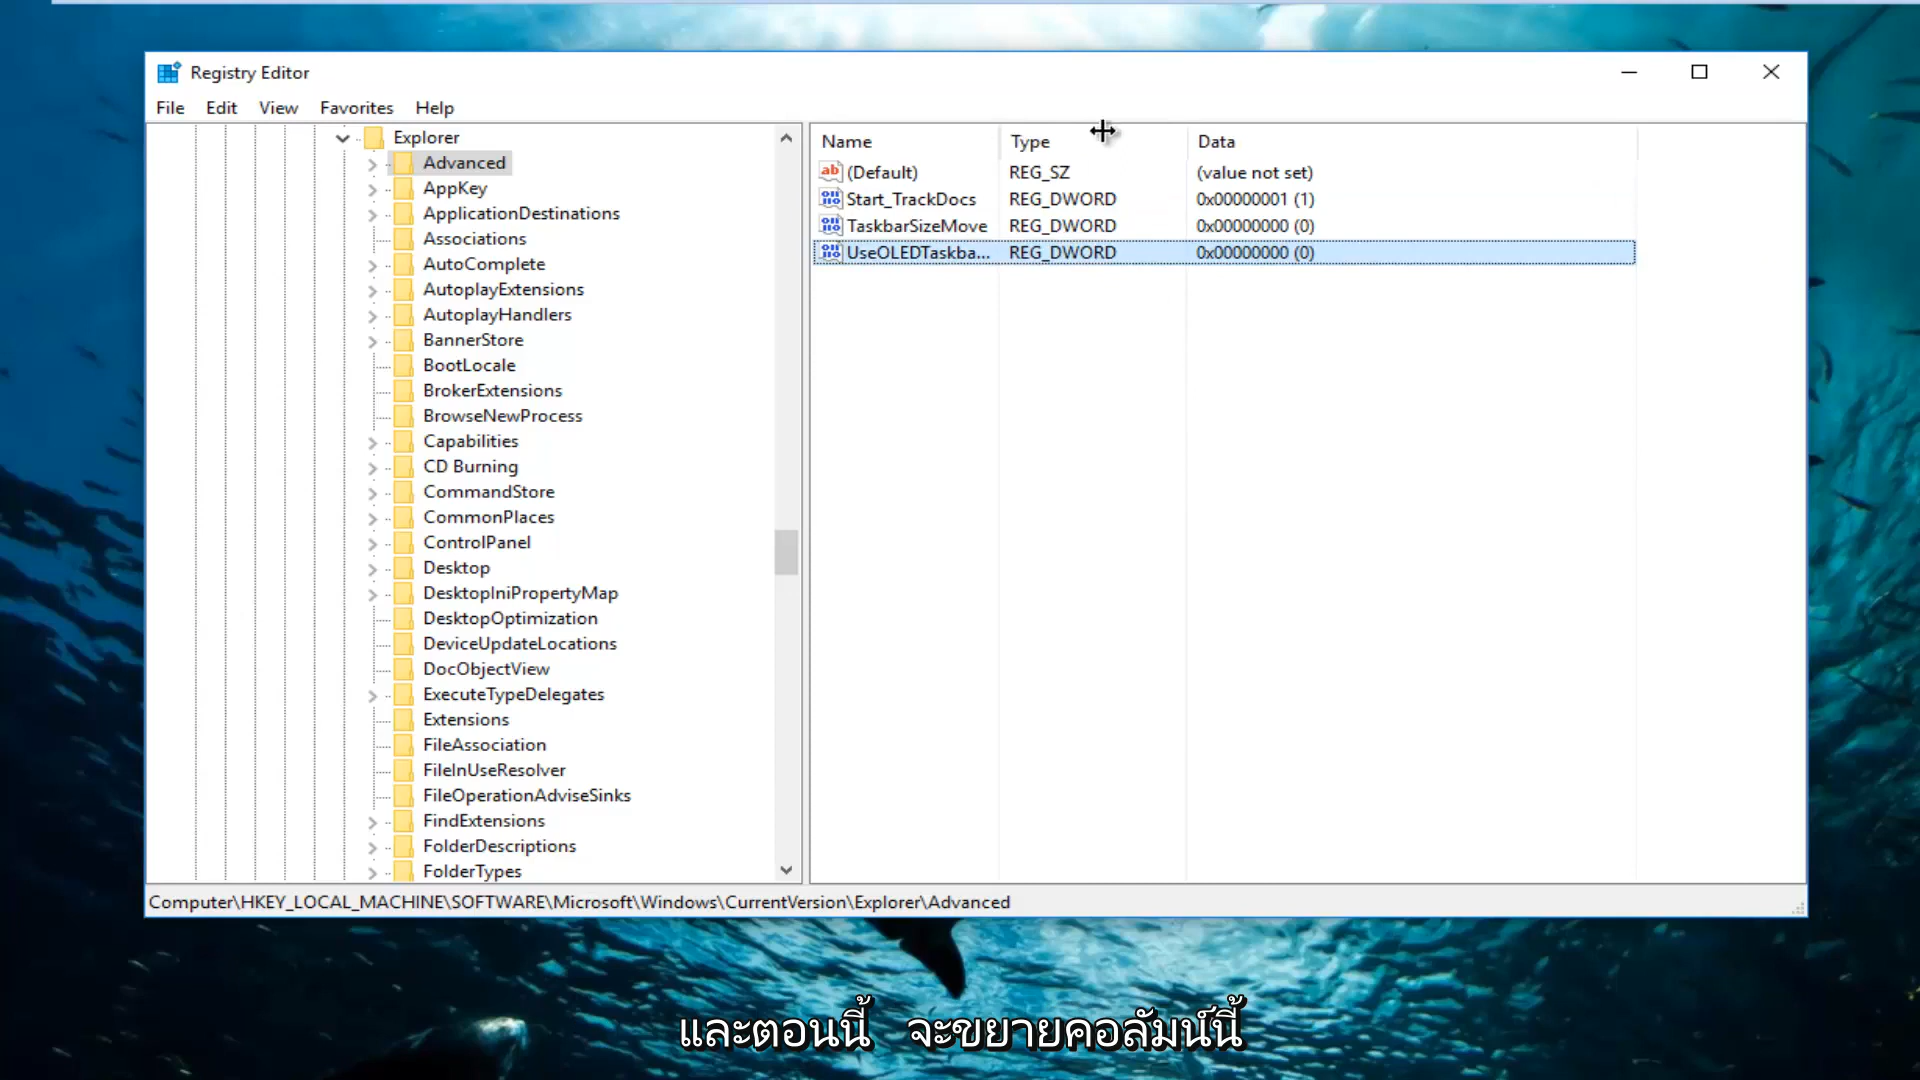 Registry Editor
File Edit View Favorites Help
Explorer
Advanced
AppKey
ApplicationDestinations
Associations
AutoComplete
AutoplayExtensions
AutoplayHandlers
BannerStore
BootLocale
BrokerExtensions
BrowseNewProcess
Capabilities
CD Burning
CommandStore
CommonPlaces
ControlPanel
Desktop
DesktopIniPropertyMap
DesktopOptimization
DeviceUpdateLocations
DocObjectView
ExecuteTypeDelegates
Extensions
FileAssociation
FileInUseResolver
FileOperationAdviseSinks
FindExtensions
FolderDescriptions
FolderTypes
Name Type Data
(Default) REG_SZ (value not set)
Start_TrackDocs REG_DWORD 0x00000001 (1)
TaskbarSizeMove REG_DWORD 0x00000000 (0)
UseOLEDTaskba... REG_DWORD 0x00000000 (0)
Computer\HKEY_LOCAL_MACHINE\SOFTWARE\Microsoft\Windows\CurrentVersion\Explorer\Advanced
และตอนนี้ จะขยายคอลัมน์นี้